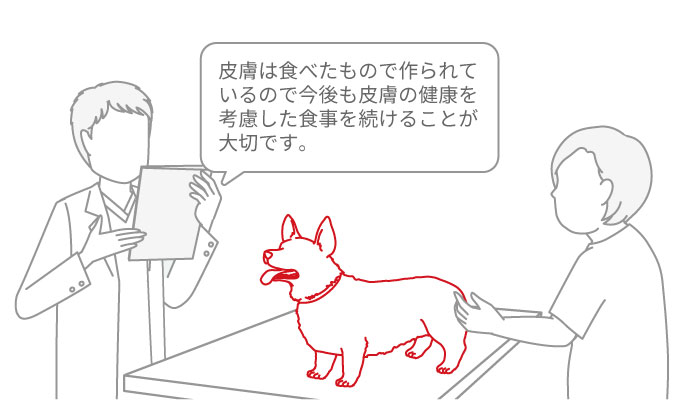 皮膚は食べたもので作られて
いるので今後も皮膚の健康を
考慮した食事を続けることが
大切です。